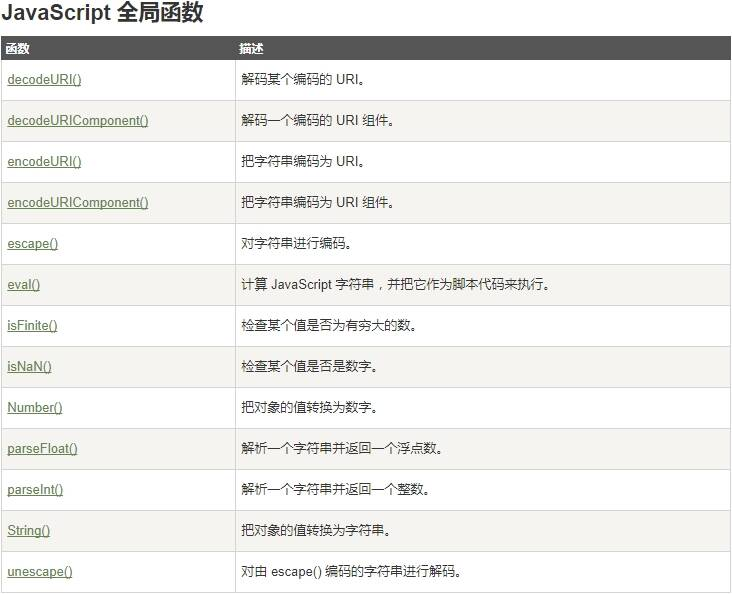 JavaScript 全局函数
函数 描述
decodeURI() 解码某个编码的 URI。
decodeURIComponent() 解码一个编码的 URI 组件。
encodeURI() 把字符串编码为 URI。
encodeURIComponent() 把字符串编码为 URI 组件。
escape() 对字符串进行编码。
eval() 计算 JavaScript 字符串，并把它作为脚本代码来执行。
isFinite() 检查某个值是否为有穷大的数。
isNaN() 检查某个值是否是数字。
Number() 把对象的值转换为数字。
parseFloat() 解析一个字符串并返回一个浮点数。
parseInt() 解析一个字符串并返回一个整数。
String() 把对象的值转换为字符串。
unescape() 对由 escape() 编码的字符串进行解码。